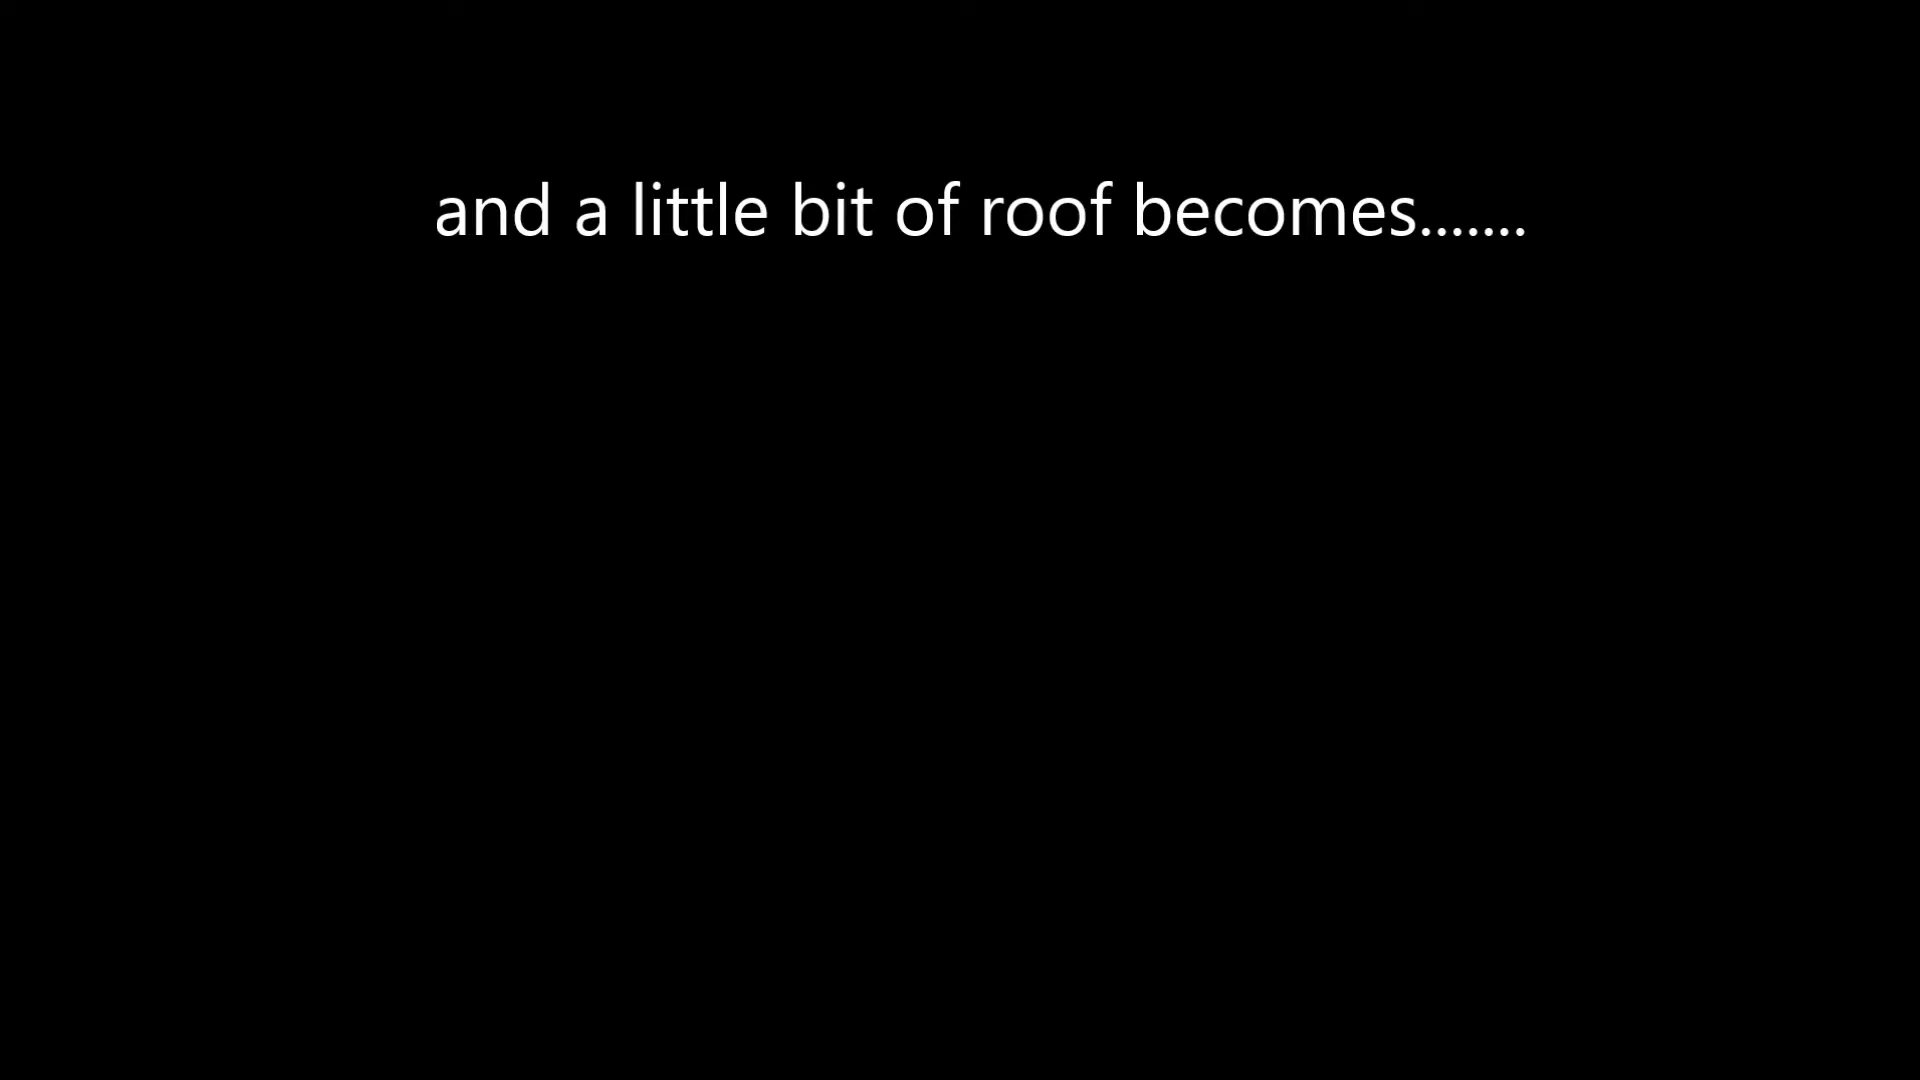 and a little bit of roof becomes.......